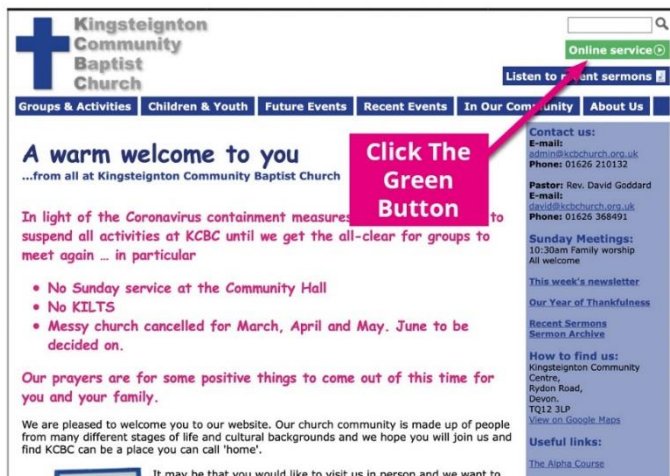 Kingsteignton
Community
Baptist
Church
Online service
Listen to recent sermons
Groups & Activities Children & Youth Future Events Recent Events In Our Community About Us
A warm welcome to you
...from all at Kingsteignton Community Baptist Church
Click The
Green
Button
In light of the Coronavirus containment measures to
suspend all activities at KCBC until we get the all-clear for groups to
meet again … in particular
• No Sunday service at the Community Hall
• No KILTS
• Messy church cancelled for March, April and May. June to be
decided on.
Our prayers are for some positive things to come out of this time for
you and your family.
We are pleased to welcome you to our website. Our church community is made up of people
from many different stages of life and cultural backgrounds and we hope you will join us and
find KCBC can be a place you can call 'home'.
It may be that you would like to visit us in person and we want to
Contact us:
E-mail:
admin@kcbchurch.org.uk
Phone: 01626 210132
Pastor: Rev. David Goddard
E-mail:
david@kcbchurch.org.uk
Phone: 01626 368491
Sunday Meetings:
10:30am Family worship
All welcome
This week's newsletter
Our Year of Thankfulness
Recent Sermons
Sermon Archive
How to find us:
Kingsteignton Community
Centre,
Rydon Road,
Devon.
TQ12 3LP
View on Google Maps
Useful links:
The Alpha Course